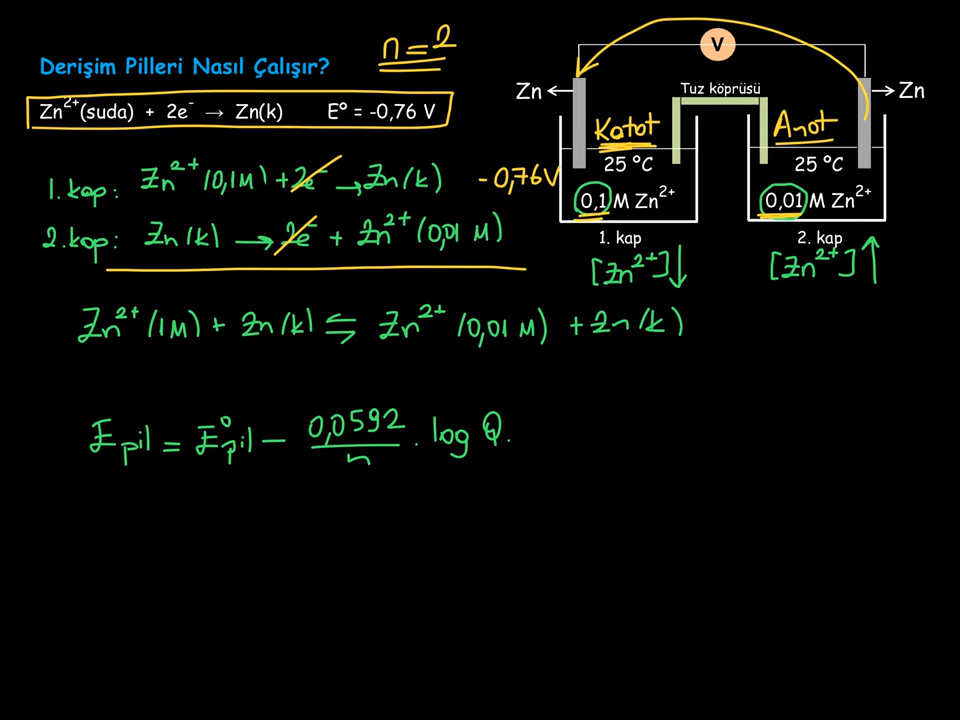 n = 2
Derişim Pilleri Nasıl Çalışır?
Zn²⁺(suda) + 2e⁻ → Zn(k) E° = -0,76 V
1. kap: Zn²⁺(0,1M) + 2e⁻ → Zn(k) - 0,76V
2. kap: Zn(k) → 2e⁻ + Zn²⁺(0,01 M)
Zn²⁺(1M) + Zn(k) ⇌ Zn²⁺(0,01 M) + Zn(k)
E pil = E°pil - 0,0592/n . log Q.
V
Zn
Tuz köprüsü
Zn
Katot
Anot
25 °C
25 °C
0,1 M Zn²⁺
0,01 M Zn²⁺
1. kap
2. kap
[Zn²⁺]↓
[Zn²⁺]↑